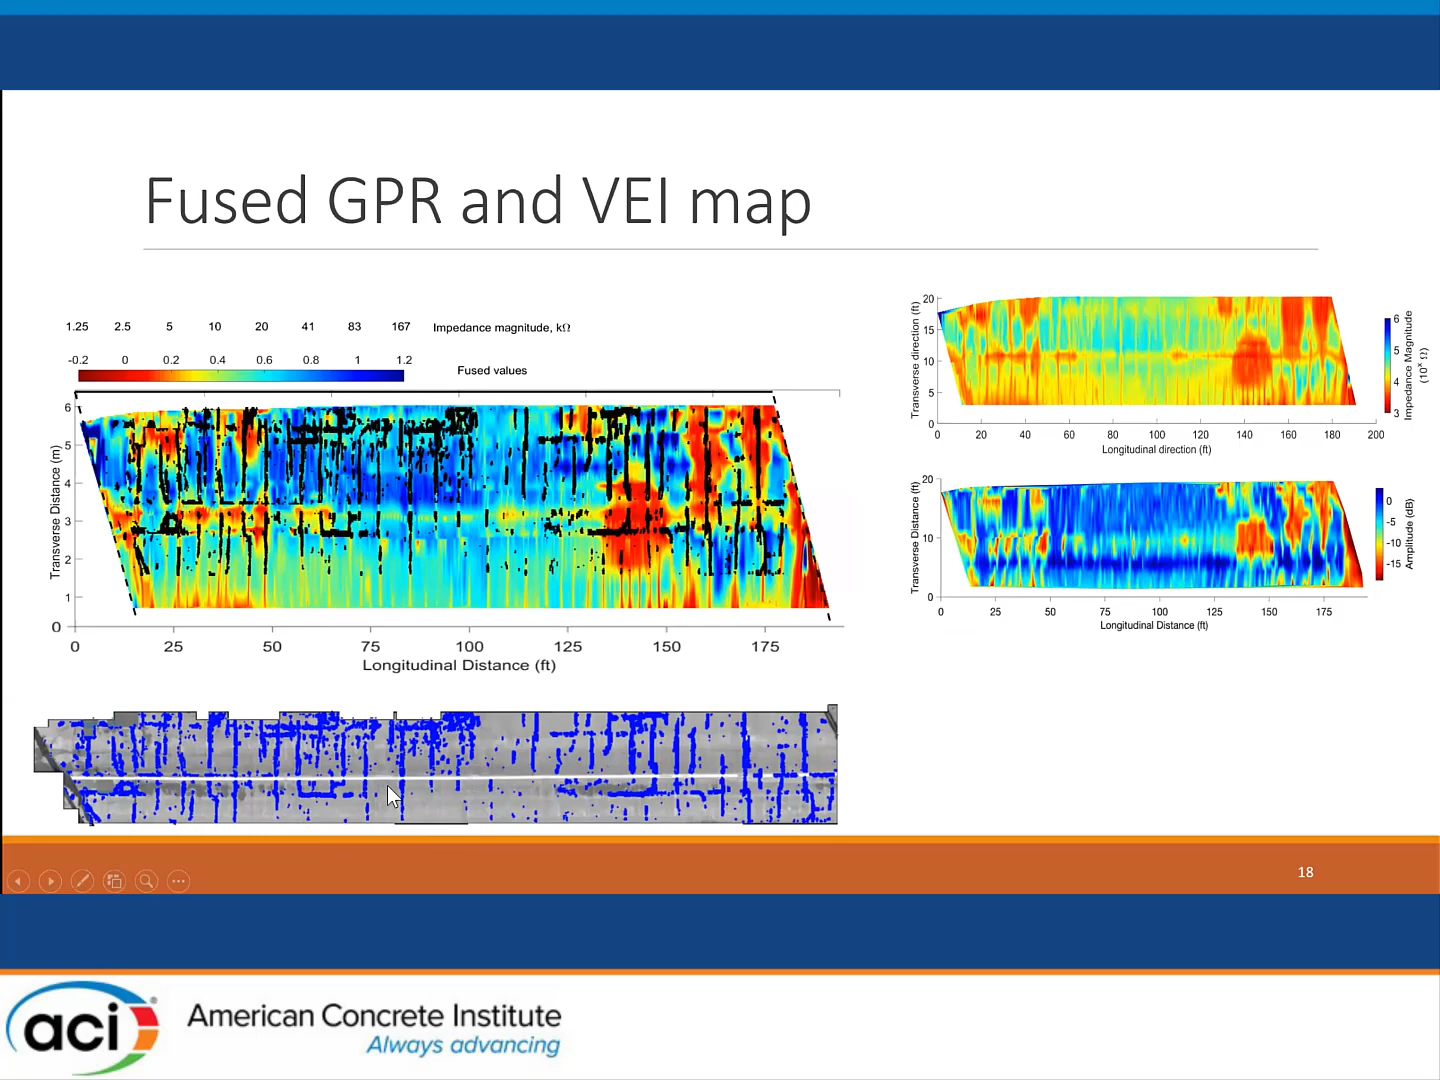 Fused GPR and VEI map
1.25 2.5 5 10 20 41 83 167 Impedance magnitude, kΩ
-0.2 0 0.2 0.4 0.6 0.8 1 1.2 Fused values
6
5
4
3
2
1
0
Transverse Distance (m)
0 25 50 75 100 125 150 175
Longitudinal Distance (ft)
20
15
10
5
0
Transverse direction (ft)
0 20 40 60 80 100 120 140 160 180 200
Longitudinal direction (ft)
6
5
4
3
Impedance Magnitude
(10ˣ Ω)
20
10
0
Transverse Distance (ft)
0 25 50 75 100 125 150 175
Longitudinal Distance (ft)
0
-5
-10
-15
Amplitude (dB)
18
aci
American Concrete Institute
Always advancing